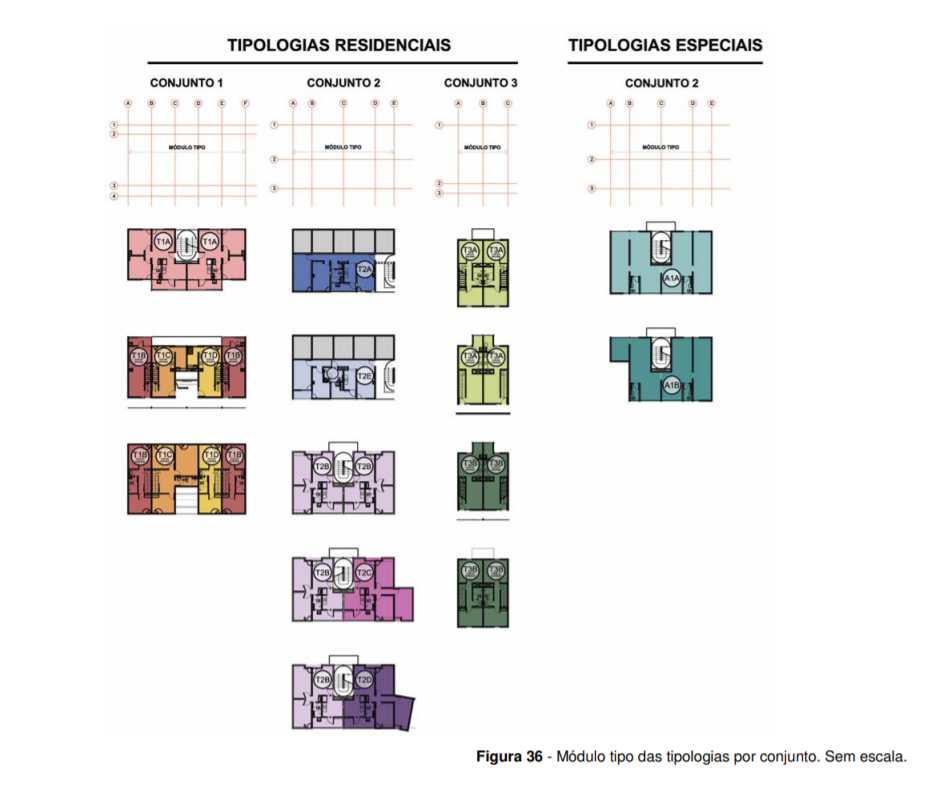 TIPOLOGIAS RESIDENCIAIS
TIPOLOGIAS ESPECIAIS
CONJUNTO 1
CONJUNTO 2
CONJUNTO 3
CONJUNTO 2
A B C D E F
A B C D E
A B C
A B C D E
1
2
MÓDULO TIPO
3
4
1
MÓDULO TIPO
2
3
1
MÓDULO TIPO
2
3
1
MÓDULO TIPO
2
3
T1A T1A
T2A
T3A T3A
A1A
T1B T1C T1D T1B
T2E
T3A T3A
A1B
T1B T1C T1D T1B
T2B T2B
T3B T3B
T2B T2C
T3B T3B
T2B T2D
Figura 36 - Módulo tipo das tipologias por conjunto. Sem escala.